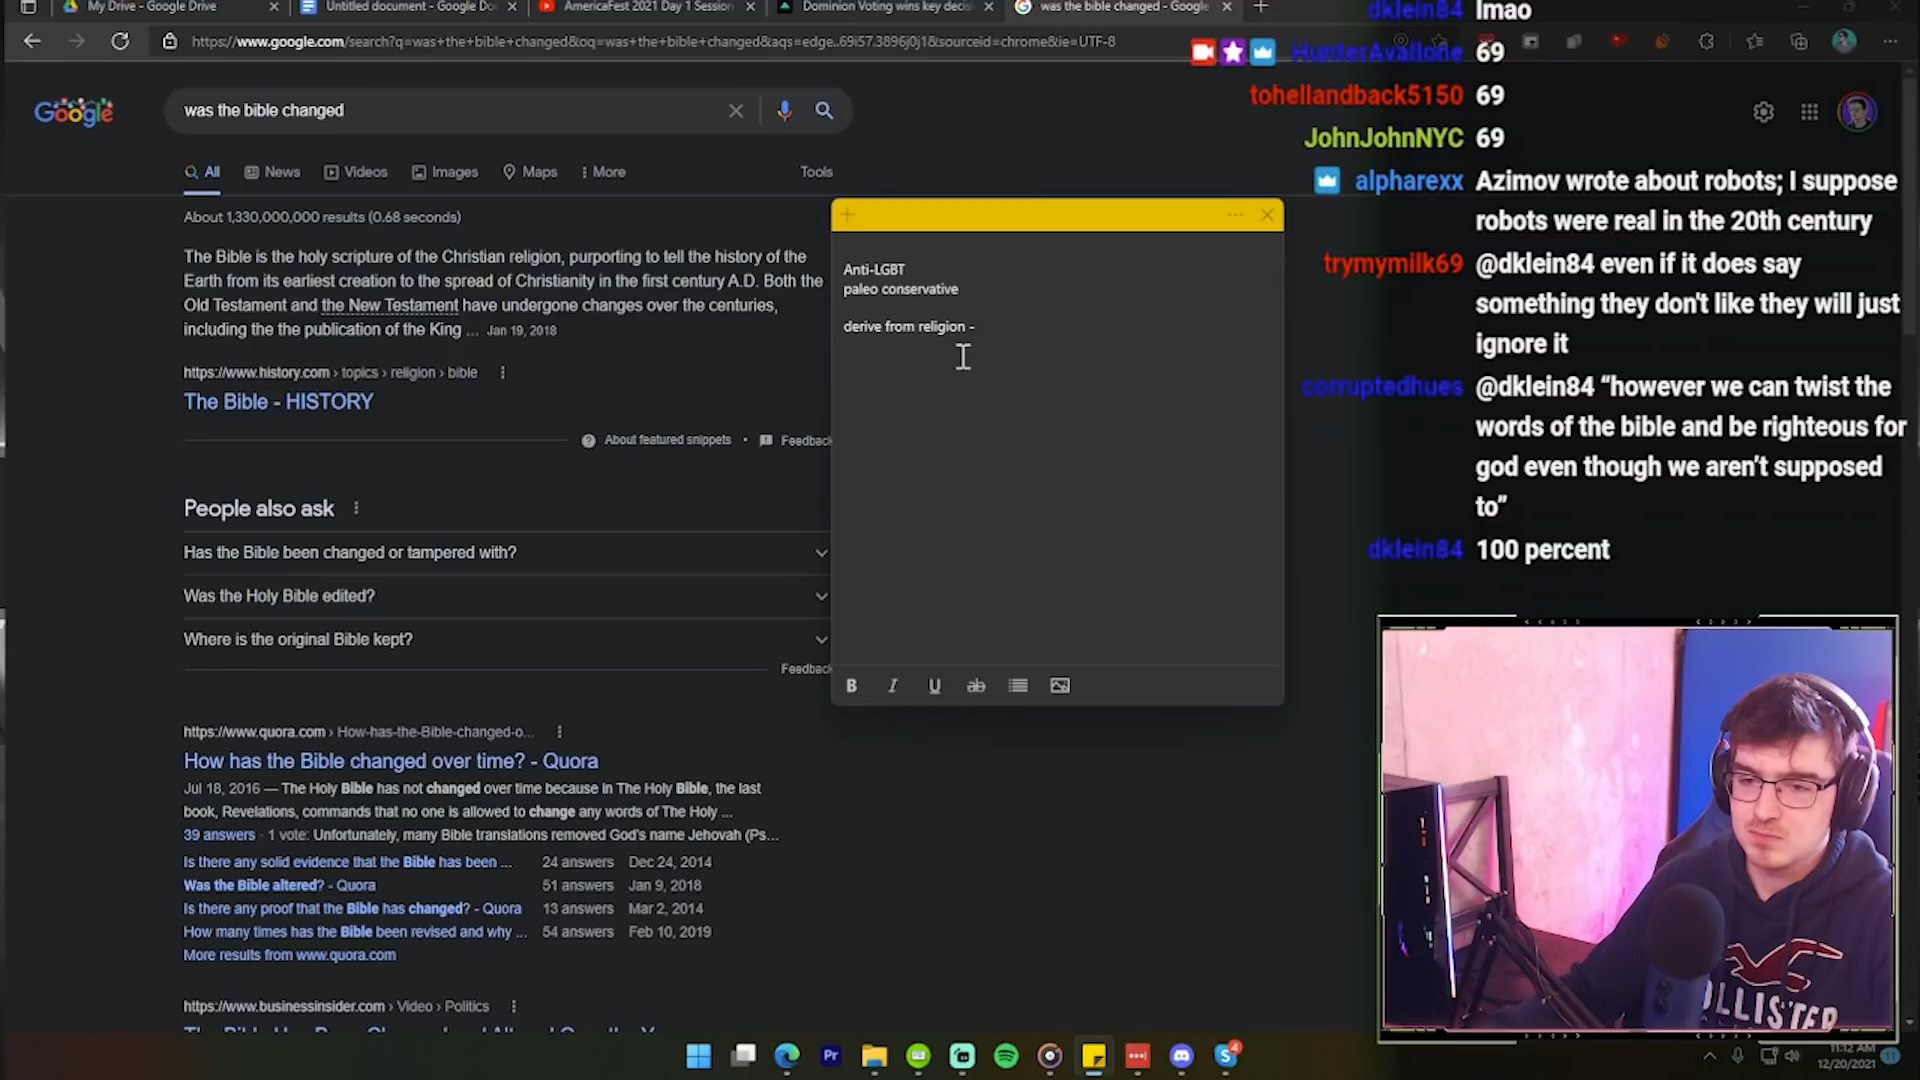 My Drive - Google Drive
Untitled document - Google Do
AmericaFest 2021 Day 1 Session
Dominion Voting wins key decis
was the bible changed - Google
https://www.google.com/search?q=was+the+bible+changed&oq=was+the+bible+changed&aqs=edge..69i57.3896j0j1&sourceid=chrome&ie=UTF-8
Google
was the bible changed
All
News
Videos
Images
Maps
More
Tools
About 1,330,000,000 results (0.68 seconds)
The Bible is the holy scripture of the Christian religion, purporting to tell the history of the
Earth from its earliest creation to the spread of Christianity in the first century A.D. Both the
Old Testament and the New Testament have undergone changes over the centuries,
including the the publication of the King ... Jan 19, 2018
https://www.history.com › topics › religion › bible
The Bible - HISTORY
About featured snippets
Feedback
People also ask
Has the Bible been changed or tampered with?
Was the Holy Bible edited?
Where is the original Bible kept?
Feedback
https://www.quora.com › How-has-the-Bible-changed-o...
How has the Bible changed over time? - Quora
Jul 18, 2016 — The Holy Bible has not changed over time because in The Holy Bible, the last
book, Revelations, commands that no one is allowed to change any words of The Holy ...
39 answers · 1 vote: Unfortunately, many Bible translations removed God's name Jehovah (Ps...
Is there any solid evidence that the Bible has been ... 24 answers Dec 24, 2014
Was the Bible altered? - Quora 51 answers Jan 9, 2018
Is there any proof that the Bible has changed? - Quora 13 answers Mar 2, 2014
How many times has the Bible been revised and why ... 54 answers Feb 10, 2019
More results from www.quora.com
https://www.businessinsider.com › Video › Politics
Anti-LGBT
paleo conservative
derive from religion -
B I U ab
dklein84 lmao
HunterAvallone 69
tohellandback5150 69
JohnJohnNYC 69
alpharexx Azimov wrote about robots; I suppose
robots were real in the 20th century
trymymilk69 @dklein84 even if it does say
something they don't like they will just
ignore it
corruptedhues @dklein84 “however we can twist the
words of the bible and be righteous for
god even though we aren’t supposed
to”
dklein84 100 percent
OLLISTER
Pr
4
11:12 AM
12/20/2021